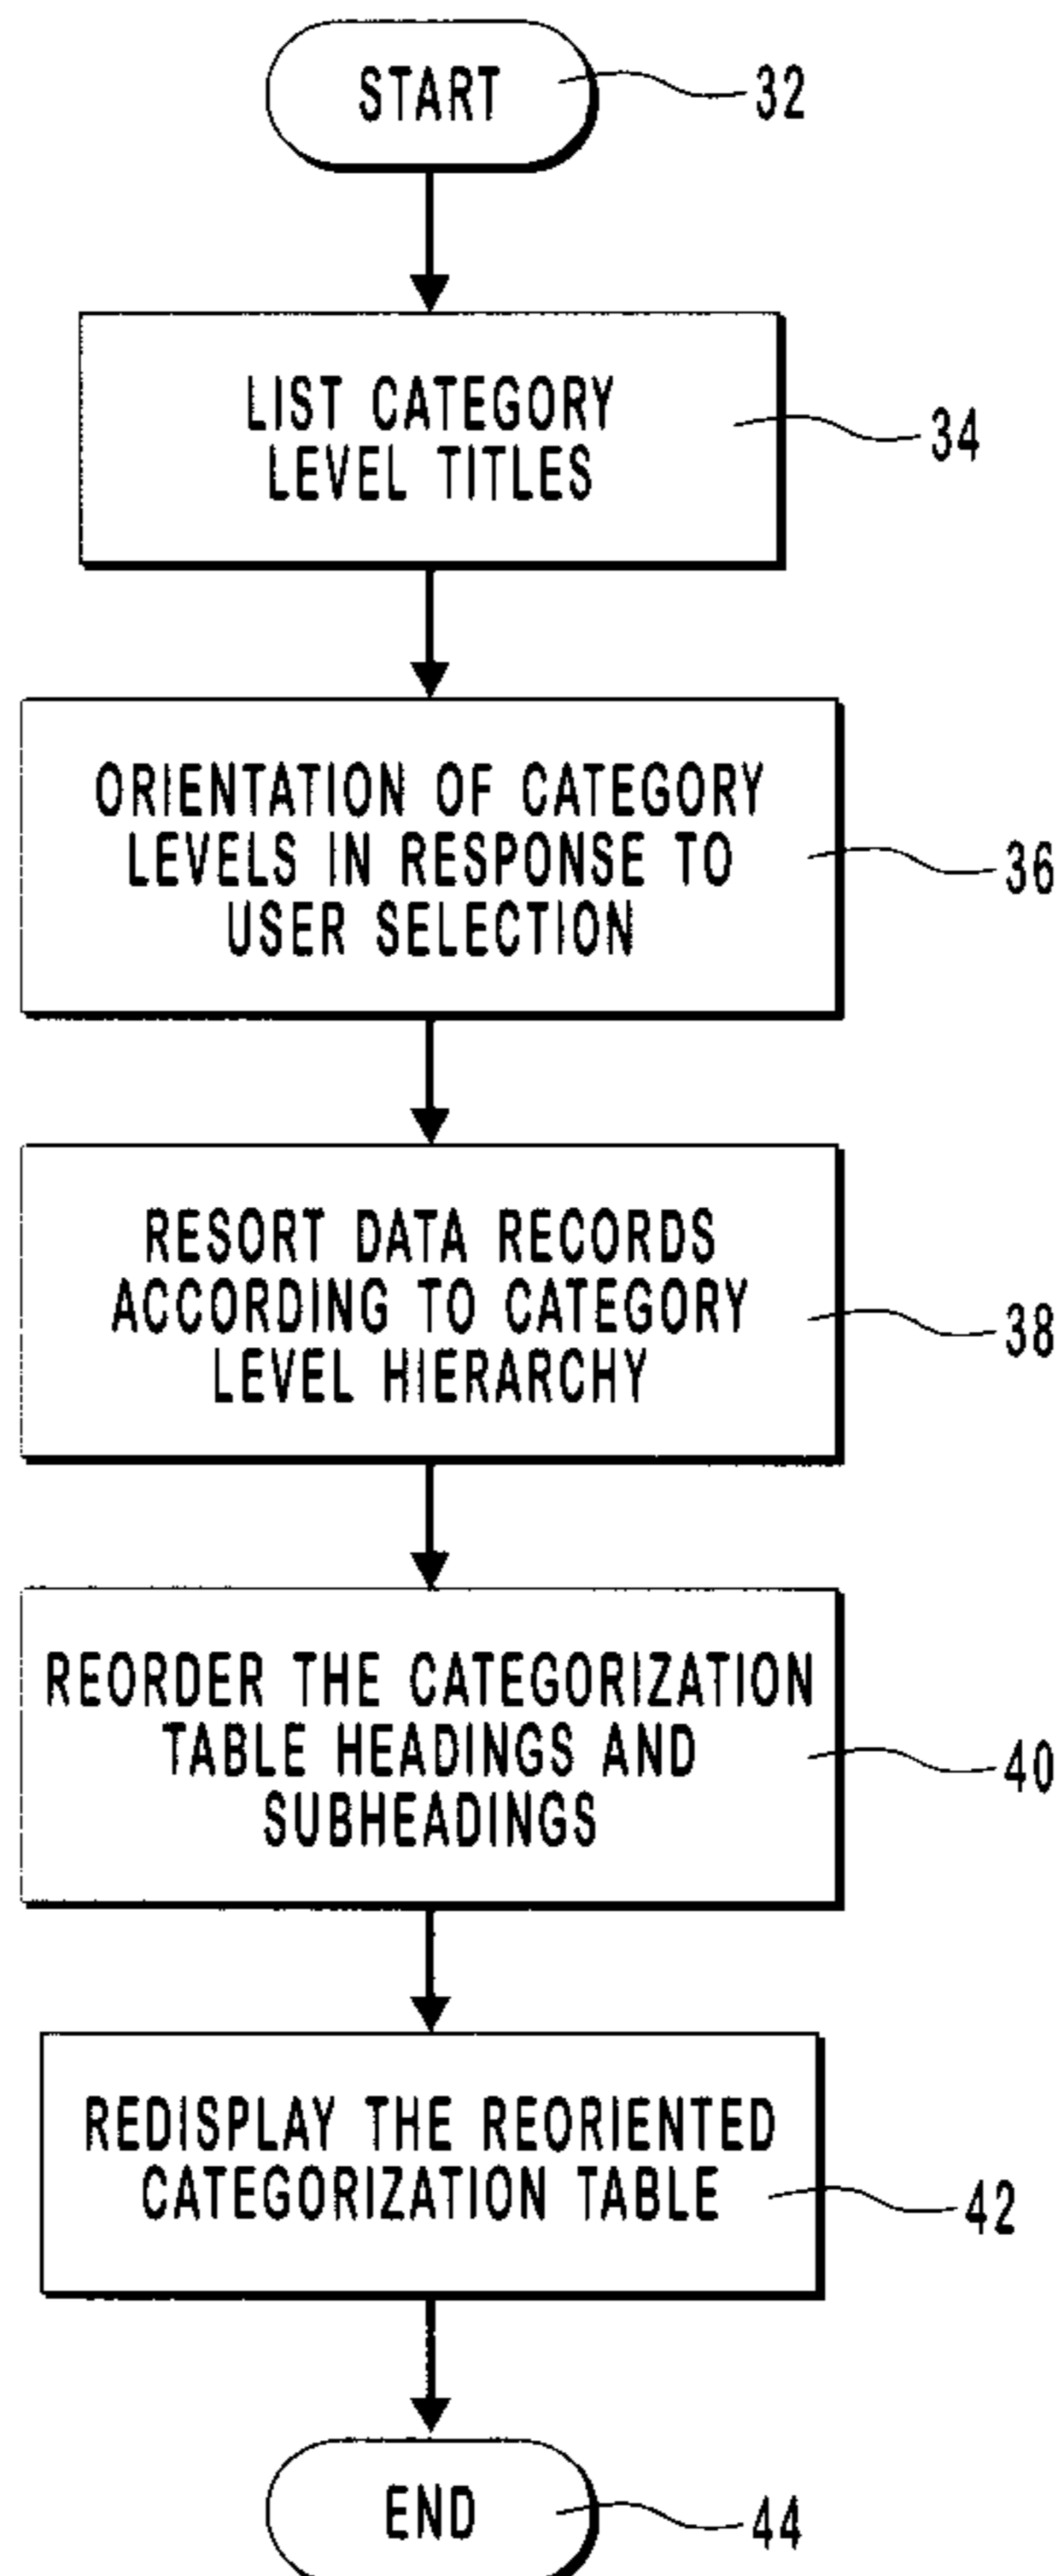 START
32
LIST CATEGORY
LEVEL TITLES
34
ORIENTATION OF CATEGORY
LEVELS IN RESPONSE TO
USER SELECTION
36
RESORT DATA RECORDS
ACCORDING TO CATEGORY
LEVEL HIERARCHY
38
REORDER THE CATEGORIZATION
TABLE HEADINGS AND
SUBHEADINGS
40
REDISPLAY THE REORIENTED
CATEGORIZATION TABLE
42
END
44